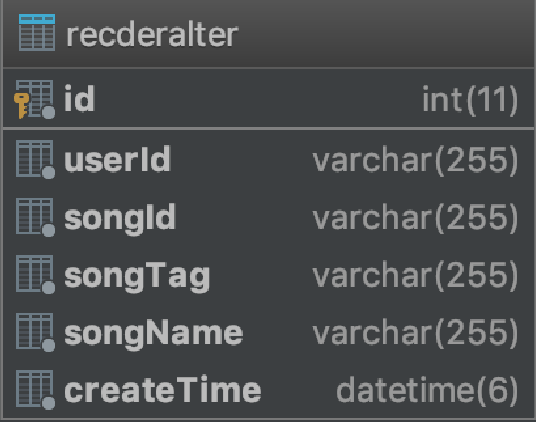 recderalter
id int(11)
userId varchar(255)
songId varchar(255)
songTag varchar(255)
songName varchar(255)
createTime datetime(6)